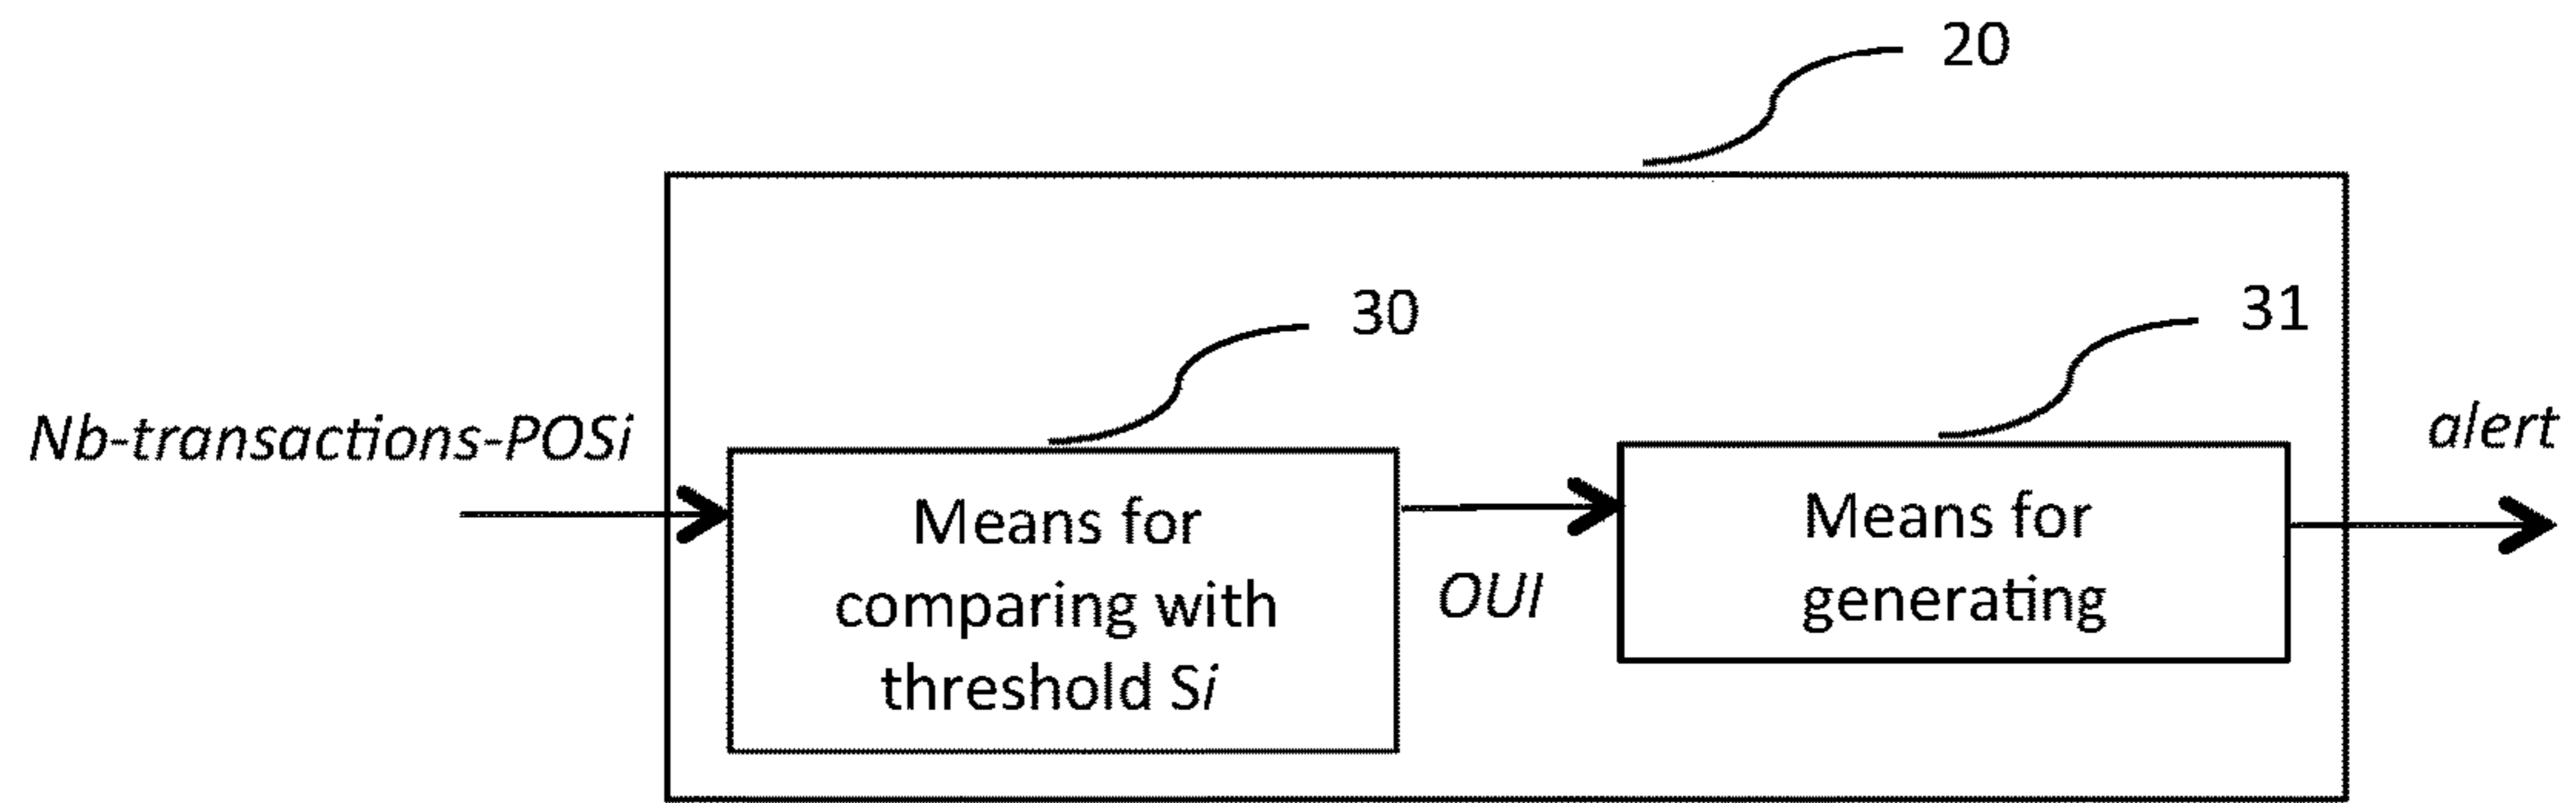 20
30
31
Nb-transactions-POSi
alert
Means for
comparing with
threshold Si
OUI
Means for
generating